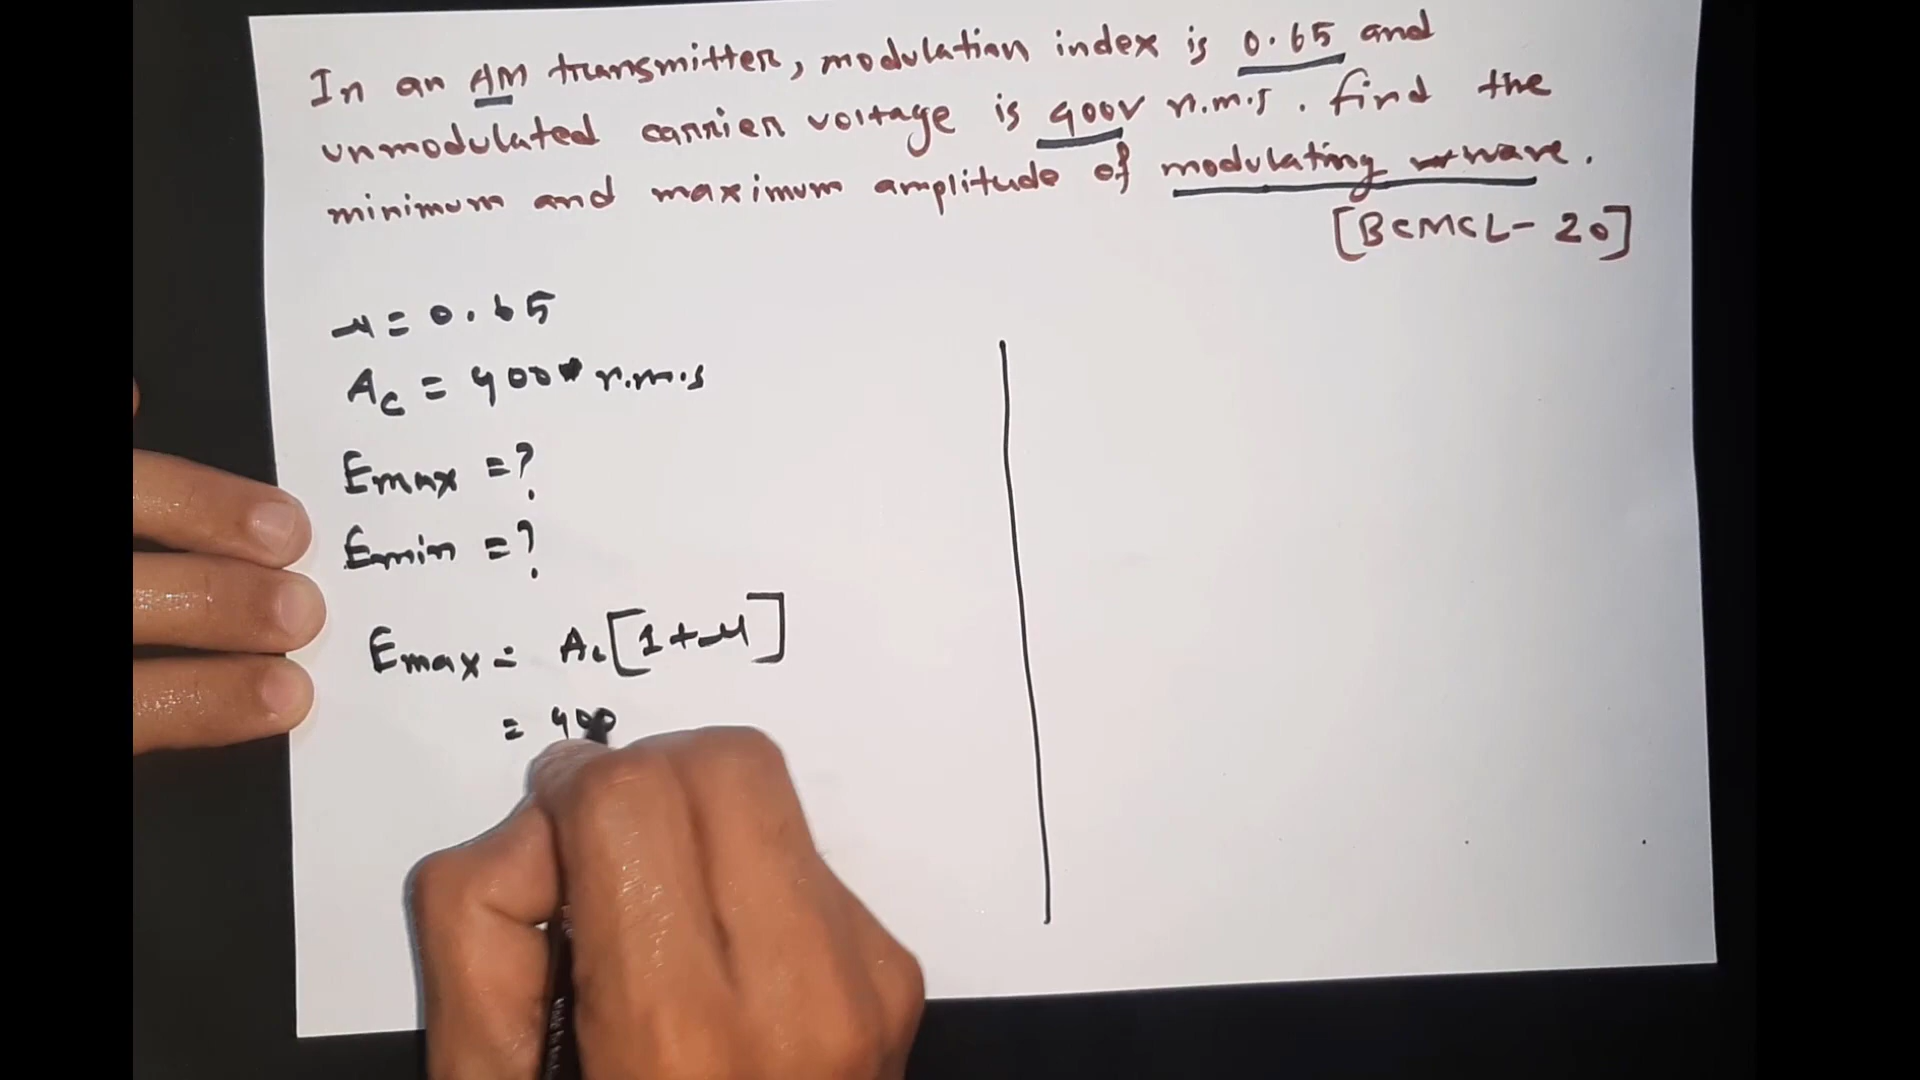 In an AM transmitter, modulation index is 0.65 and
unmodulated carrier voltage is 400V r.m.s. find the
minimum and maximum amplitude of modulating wave.
[BCMCL-20]
μ = 0.65
Ac = 400 r.m.s
Emax = ?
Emin = ?
Emax = Ac[1+μ]
= 400